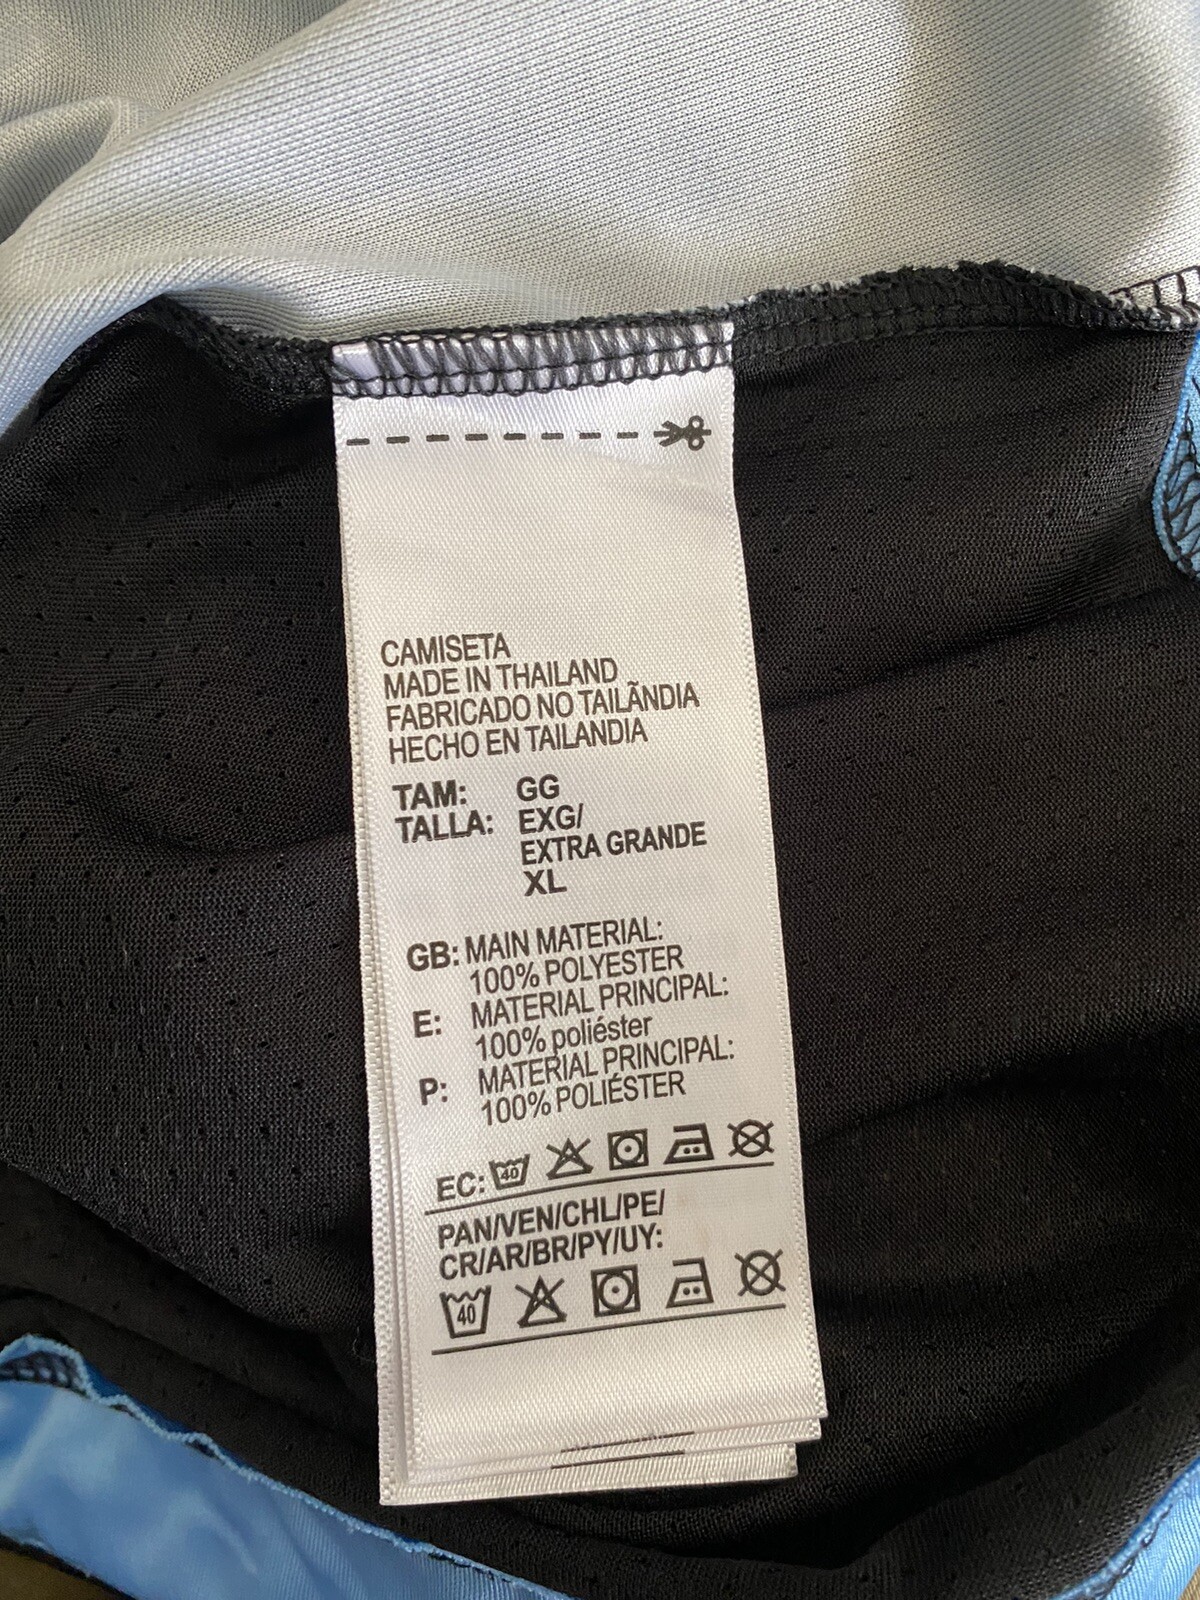 CAMISETA
MADE IN THAILAND
FABRICADO NO TAILÃNDIA
HECHO EN TAILANDIA
TAM: GG
TALLA: EXG/
EXTRA GRANDE
XL
GB: MAIN MATERIAL:
100% POLYESTER
E: MATERIAL PRINCIPAL:
100% poliéster
P: MATERIAL PRINCIPAL:
100% POLIÉSTER
EC: 40
PAN/VEN/CHL/PE/
CR/AR/BR/PY/UY:
40